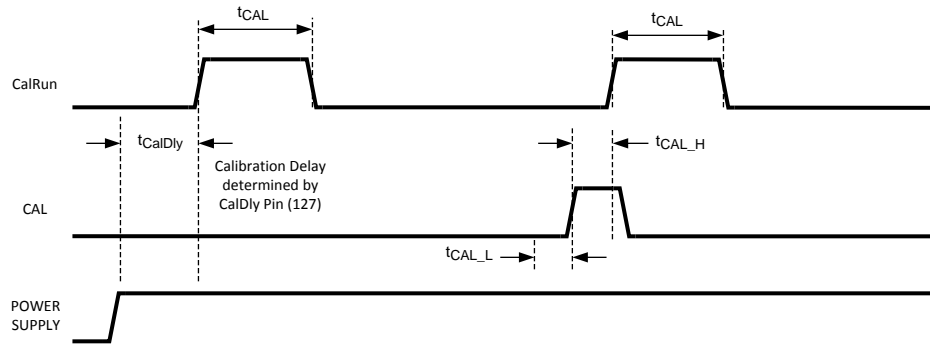 tCAL
tCAL
CalRun
tCalDly
tCAL_H
Calibration Delay
determined by
CalDly Pin (127)
CAL
tCAL_L
POWER
SUPPLY